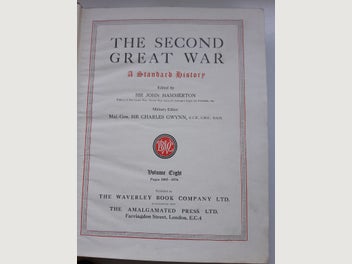 THE SECOND
GREAT WAR
A Standard History
Edited by
SIR JOHN HAMMERTON
Military Editor
Maj.-Gen. SIR CHARLES GWYNN,
Volume Eight
Pages
THE WAVERLEY BOOK COMPANY LTD.
THE AMALGAMATED PRESS LTD.
Farringdon Street, London, E.C.4